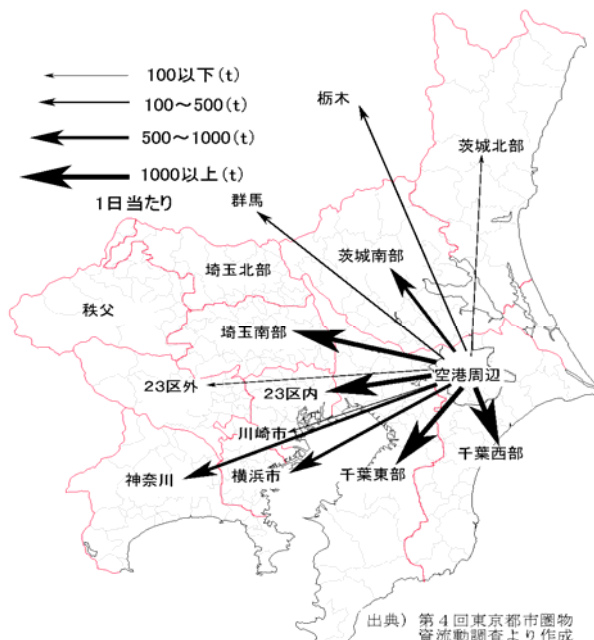 100以下(t)
100～500(t)
500～1000(t)
1000以上(t)
1日当たり
栃木
茨城北部
群馬
茨城南部
埼玉北部
秩父
埼玉南部
空港周辺
23区外
23区内
川崎市
千葉西部
神奈川
横浜市
千葉東部
出典）第４回東京都市圏物
資流動調査より作成